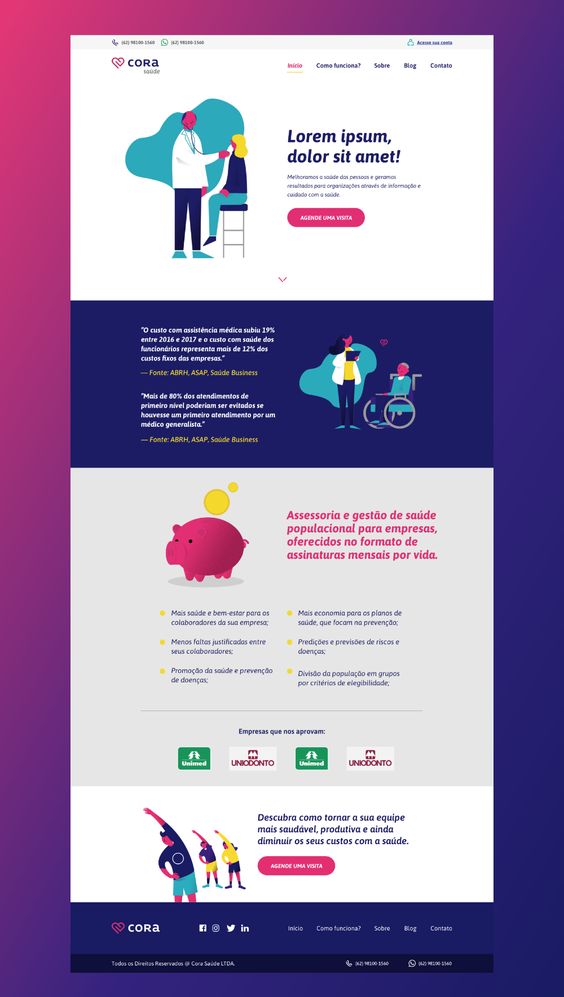 (62) 98100-1560
(62) 98100-1560
Acesse sua conta
CORA
saúde
Início
Como funciona?
Sobre
Blog
Contato
Lorem ipsum,
dolor sit amet!
Melhoramos a saúde das pessoas e geramos
resultados para organizações através de informação e
cuidado com a saúde.
AGENDE UMA VISITA
"O custo com assistência médica subiu 19%
entre 2016 e 2017 e o custo com saúde dos
funcionários representa mais de 12% dos
custos fixos das empresas."
— Fonte: ABRH, ASAP, Saúde Business
"Mais de 80% dos atendimentos de
primeiro nível poderiam ser evitados se
houvesse um primeiro atendimento por um
médico generalista."
— Fonte: ABRH, ASAP, Saúde Business
Assessoria e gestão de saúde
populacional para empresas,
oferecidos no formato de
assinaturas mensais por vida.
Mais saúde e bem-estar para os
colaboradores da sua empresa;
Menos faltas justificadas entre
seus colaboradores;
Promoção da saúde e prevenção
de doenças;
Mais economia para os planos de
saúde, que focam na prevenção;
Predições e previsões de riscos e
doenças;
Divisão da população em grupos
por critérios de elegibilidade;
Empresas que nos aprovam:
Unimed
UNIODONTO
Unimed
UNIODONTO
Descubra como tornar a sua equipe
mais saudável, produtiva e ainda
diminuir os seus custos com a saúde.
AGENDE UMA VISITA
CORA
Início
Como funciona?
Sobre
Blog
Contato
Todos os Direitos Reservados @ Cora Saúde LTDA.
(62) 98100-1560
(62) 98100-1560